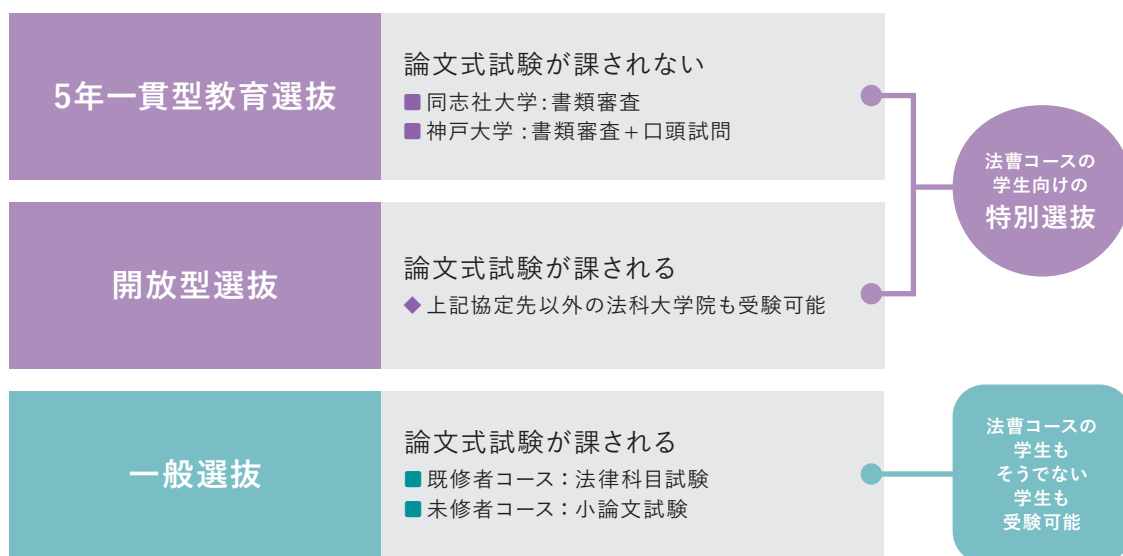 5年一貫型教育選抜
論文式試験が課されない
■同志社大学：書類審査
■神戸大学：書類審査＋口頭試問
開放型選抜
論文式試験が課される
◆上記協定先以外の法科大学院も受験可能
法曹コースの
学生向けの
特別選抜
一般選抜
論文式試験が課される
■既修者コース：法律科目試験
■未修者コース：小論文試験
法曹コースの
学生も
そうでない
学生も
受験可能